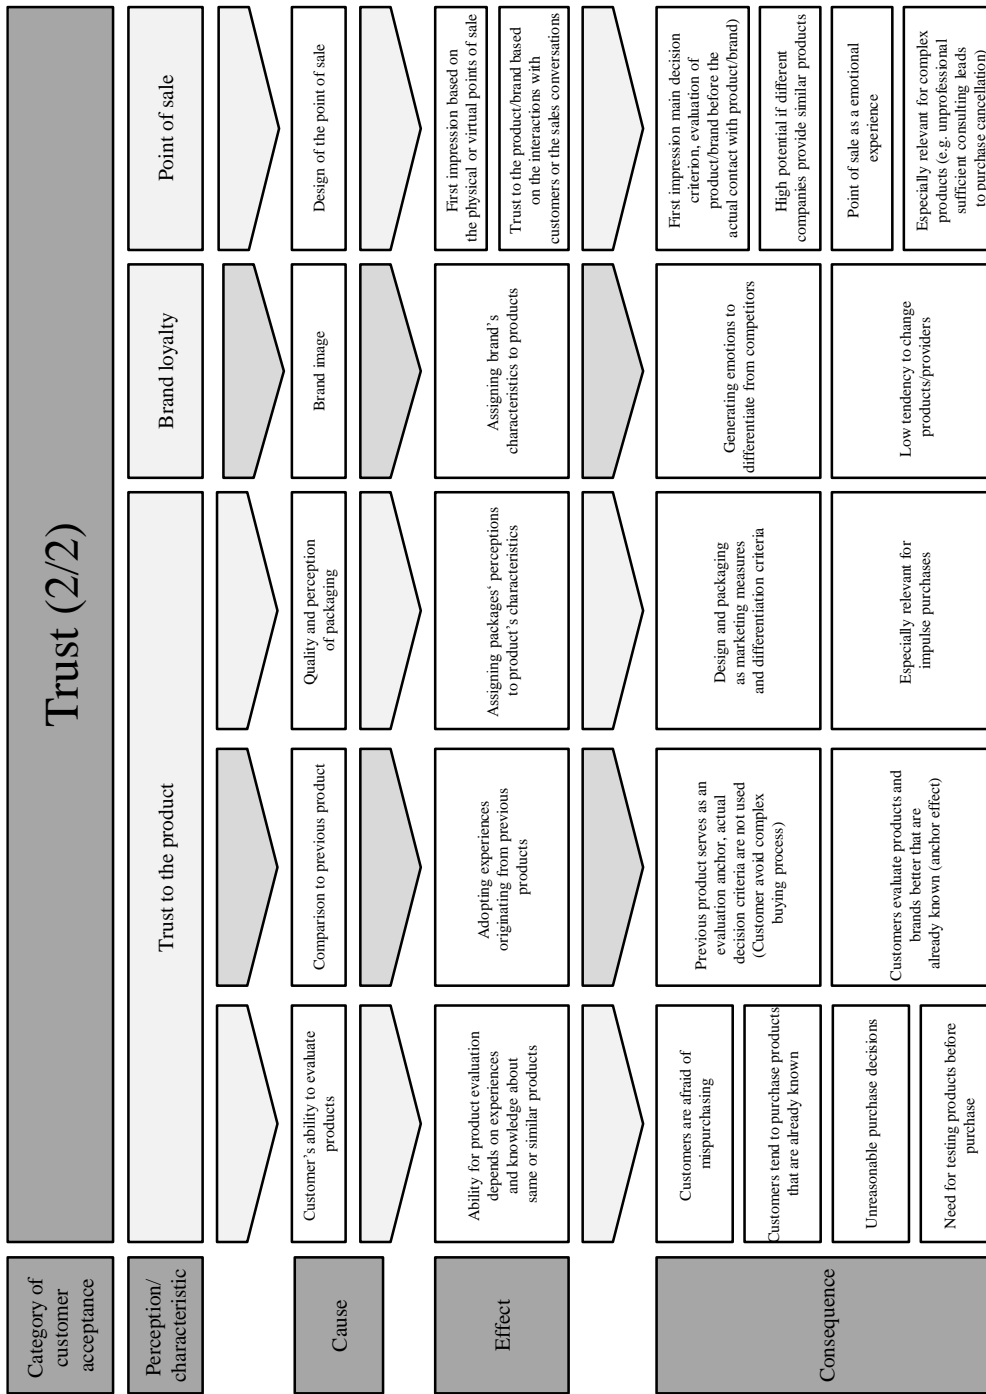 Category of
customer
acceptance
Trust (2/2)
Perception/
characteristic
Trust to the product
Brand loyalty
Point of sale
Cause
Customer's ability to evaluate
products
Comparison to previous product
Quality and perception
of packaging
Brand image
Design of the point of sale
Effect
Ability for product evaluation
depends on experiences
and knowledge about
same or similar products
Adopting experiences
originating from previous
products
Assigning packages' perceptions
to product's characteristics
Assigning brand's
characteristics to products
First impression based on
the physical or virtual points of sale
Trust to the product/brand based
on the interactions with
customers or the sales conversations
Consequence
Customers are afraid of
mispurchasing
Customers tend to purchase products
that are already known
Unreasonable purchase decisions
Need for testing products before
purchase
Previous product serves as an
evaluation anchor, actual
decision criteria are not used
(Customer avoid complex
buying process)
Customers evaluate products and
brands better that are
already known (anchor effect)
Design and packaging
as marketing measures
and differentiation criteria
Especially relevant for
impulse purchases
Generating emotions to
differentiate from competitors
Low tendency to change
products/providers
First impression main decision
criterion, evaluation of
product/brand before the
actual contact with product/brand)
High potential if different
companies provide similar products
Point of sale as a emotional
experience
Especially relevant for complex
products (e.g. unprofessional
sufficient consulting leads
to purchase cancellation)